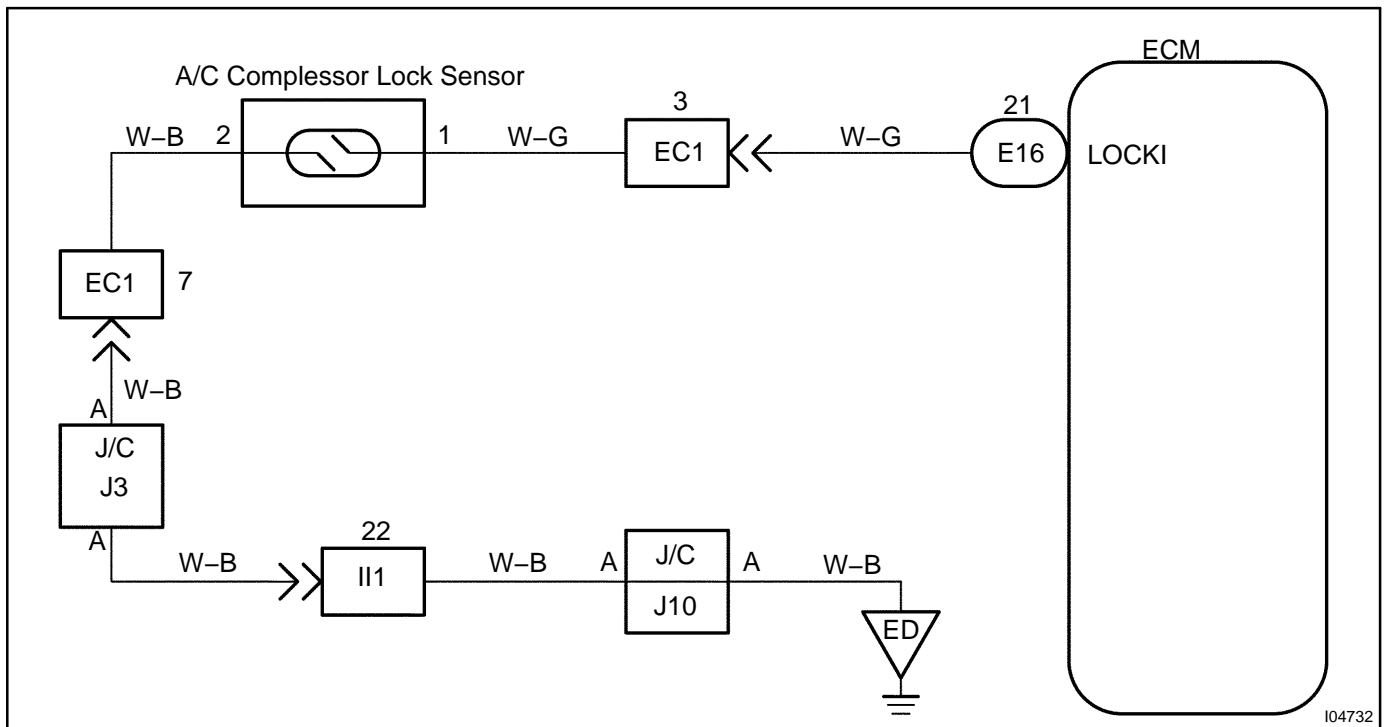 ECM
A/C Complessor Lock Sensor
W–B
2
1
W–G
3
EC1
W–G
21
E16
LOCKI
EC1
7
W–B
A
J/C
J3
A
W–B
22
II1
W–B
A
J/C
J10
A
W–B
ED
I04732